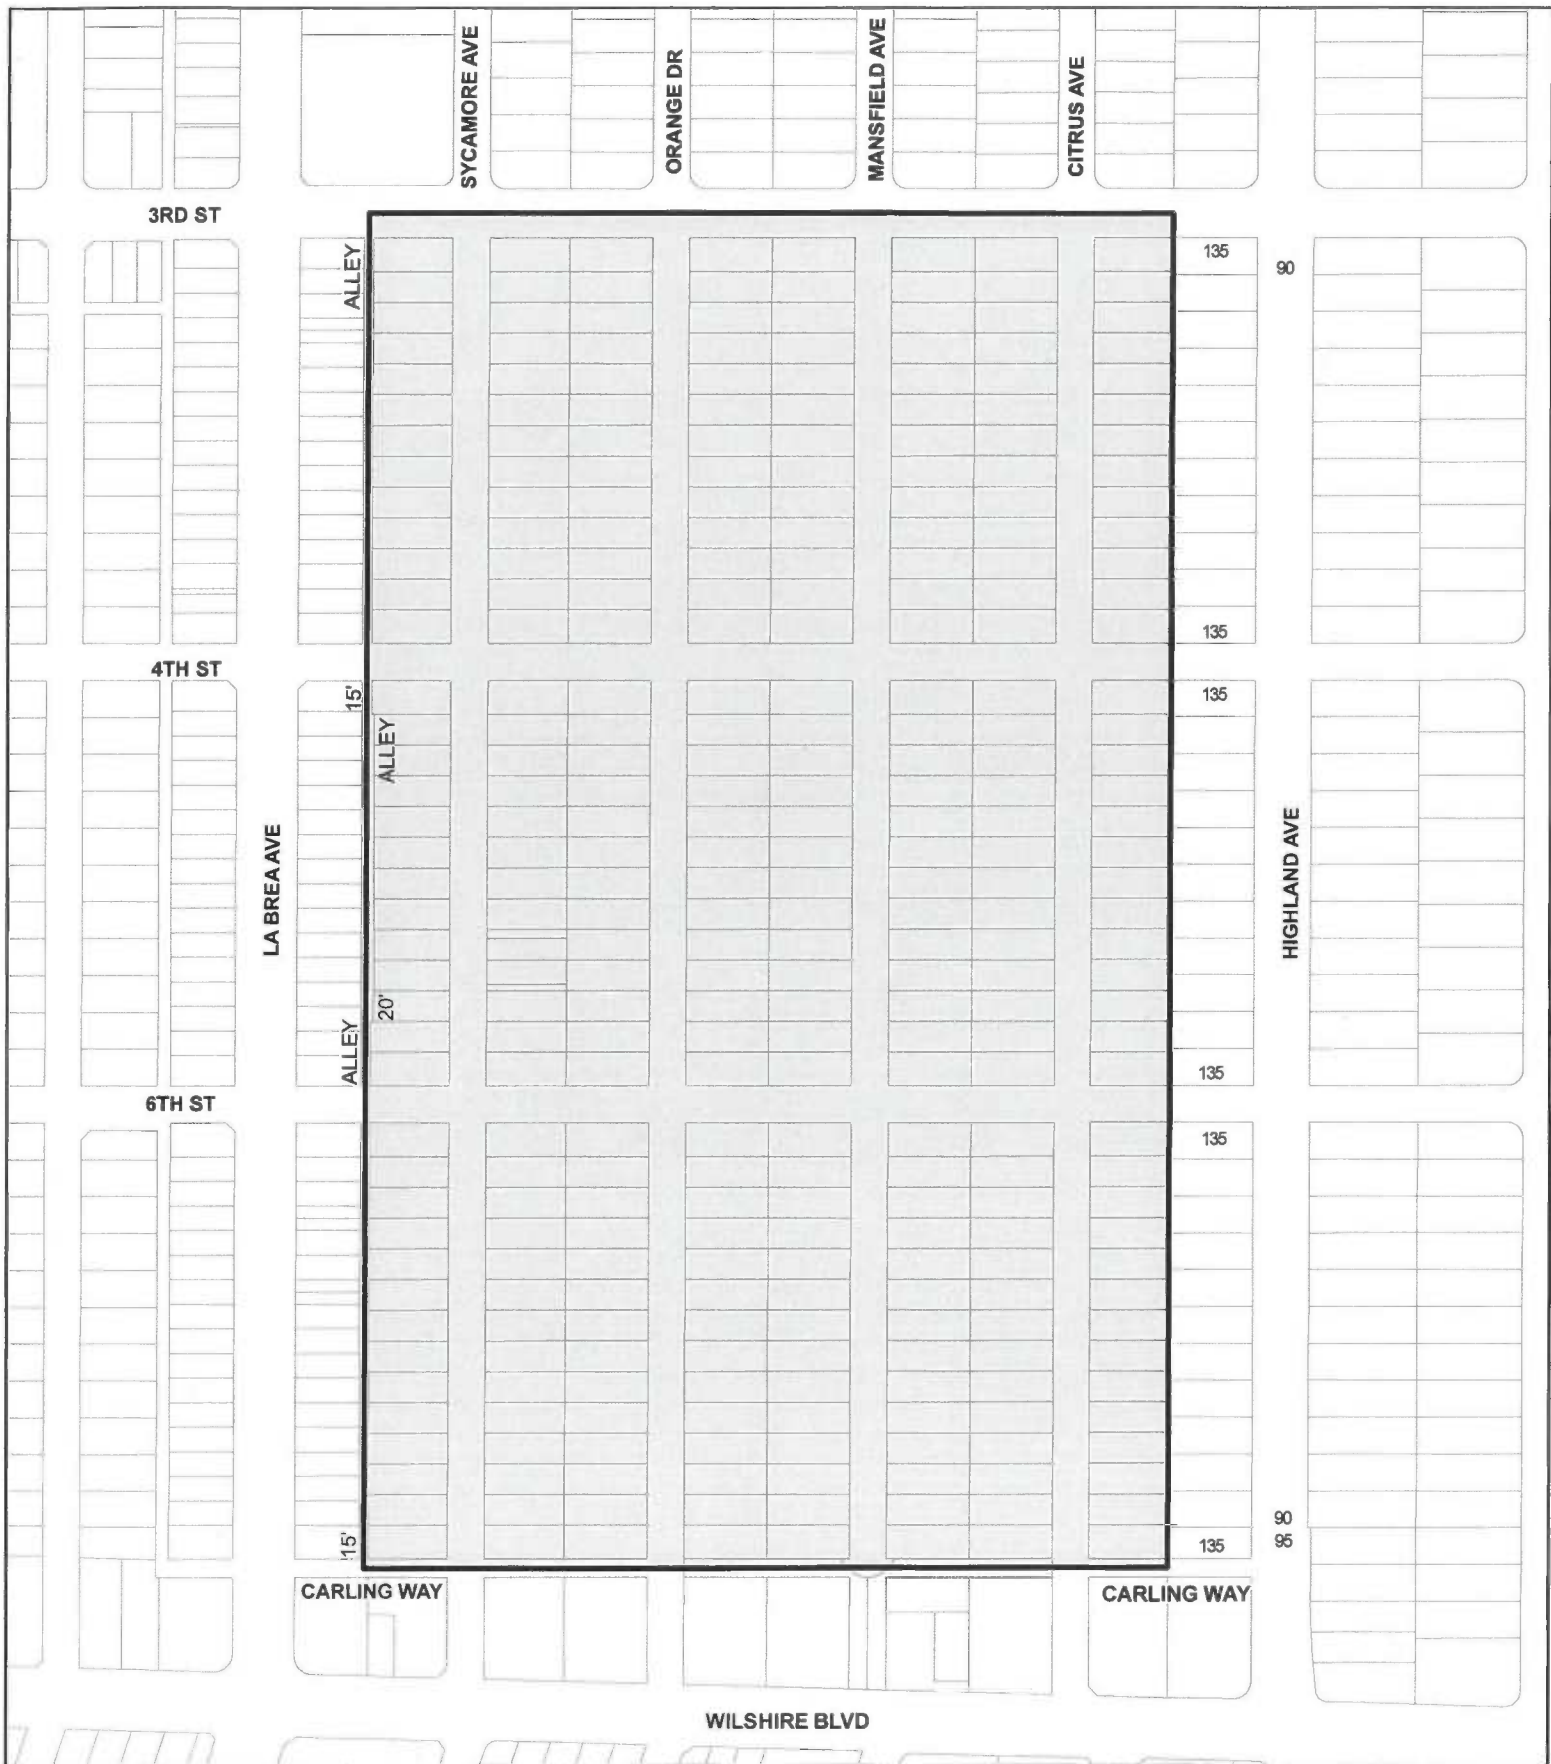 SYCAMORE AVE
ORANGE DR
MANSFIELD AVE
CITRUS AVE
3RD ST
ALLEY
135
90
135
4TH ST
15'
135
ALLEY
LA BREA AVE
HIGHLAND AVE
20'
ALLEY
135
6TH ST
135
90
15'
135
95
CARLING WAY
CARLING WAY
WILSHIRE BLVD